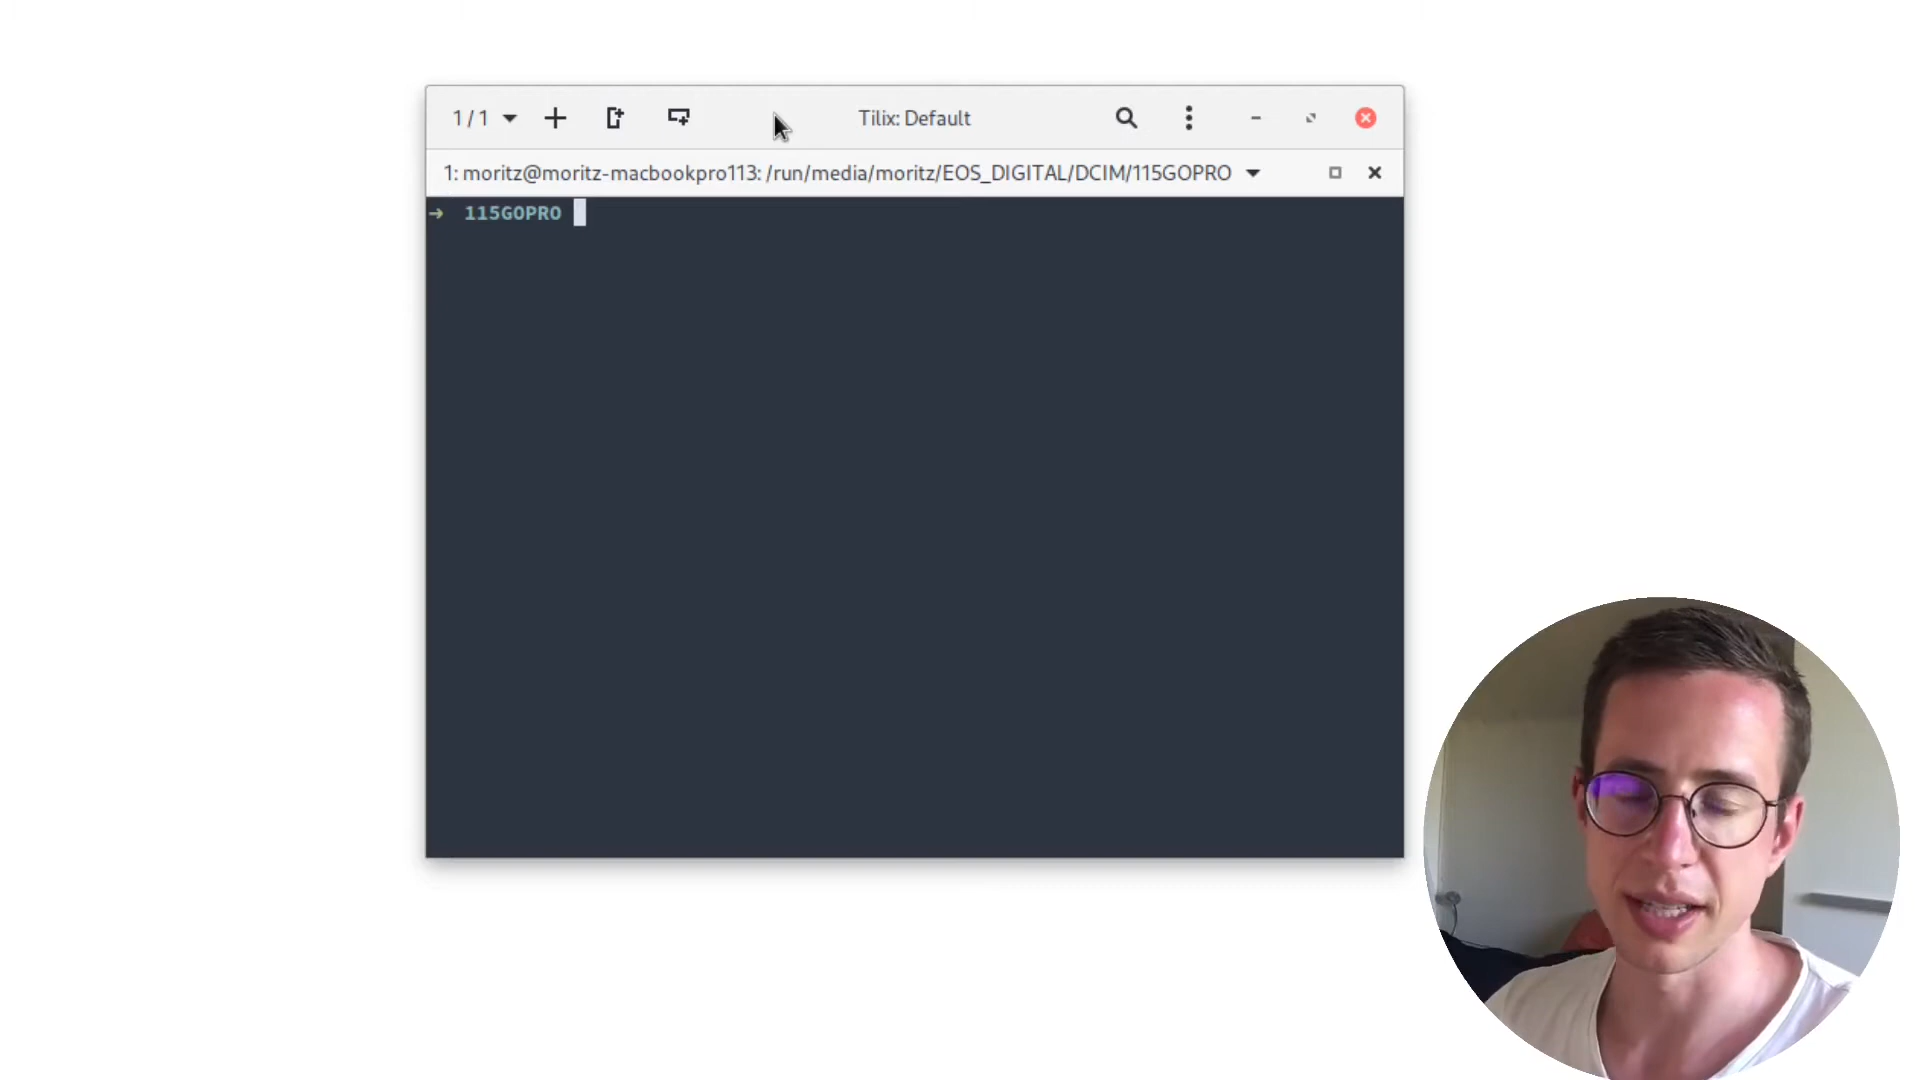 1 / 1
Tilix: Default
1: moritz@moritz-macbookpro113: /run/media/moritz/EOS_DIGITAL/DCIM/115GOPRO
➜ 115GOPRO